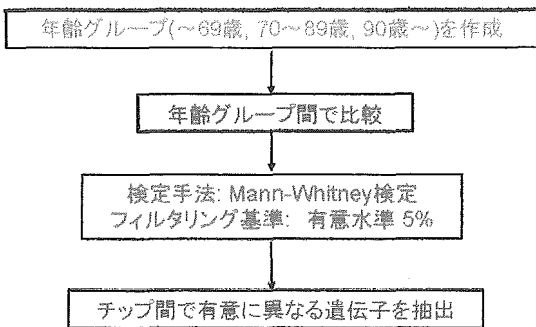 年齢グループ(～69歳, 70～89歳, 90歳～)を作成
年齢グループ間で比較
検定手法: Mann-Whitney検定
フィルタリング基準: 有意水準 5%
チップ間で有意に異なる遺伝子を抽出